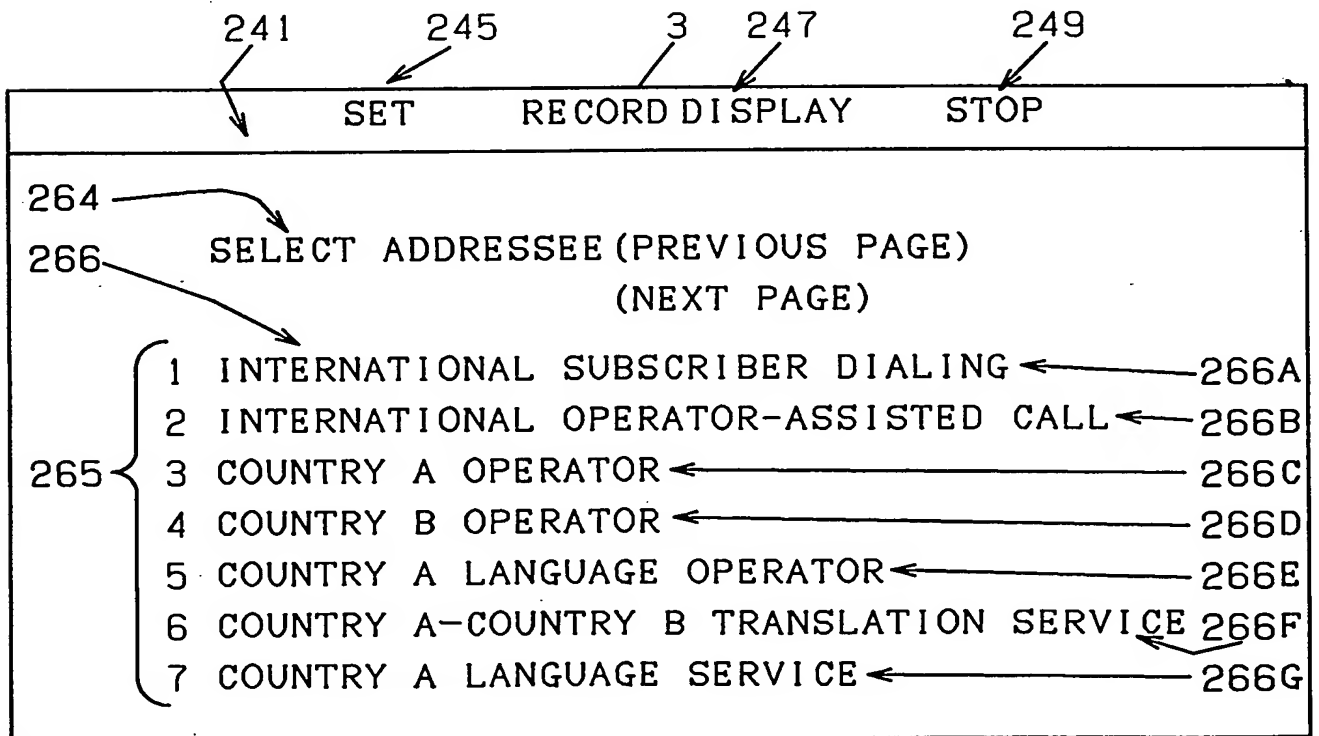 241 245 3 247 249
SET RECORD DISPLAY STOP
264
SELECT ADDRESSEE (PREVIOUS PAGE)
266
(NEXT PAGE)
1 INTERNATIONAL SUBSCRIBER DIALING 266A
2 INTERNATIONAL OPERATOR-ASSISTED CALL 266B
265 3 COUNTRY A OPERATOR 266C
4 COUNTRY B OPERATOR 266D
5 COUNTRY A LANGUAGE OPERATOR 266E
6 COUNTRY A-COUNTRY B TRANSLATION SERVICE 266F
7 COUNTRY A LANGUAGE SERVICE 266G